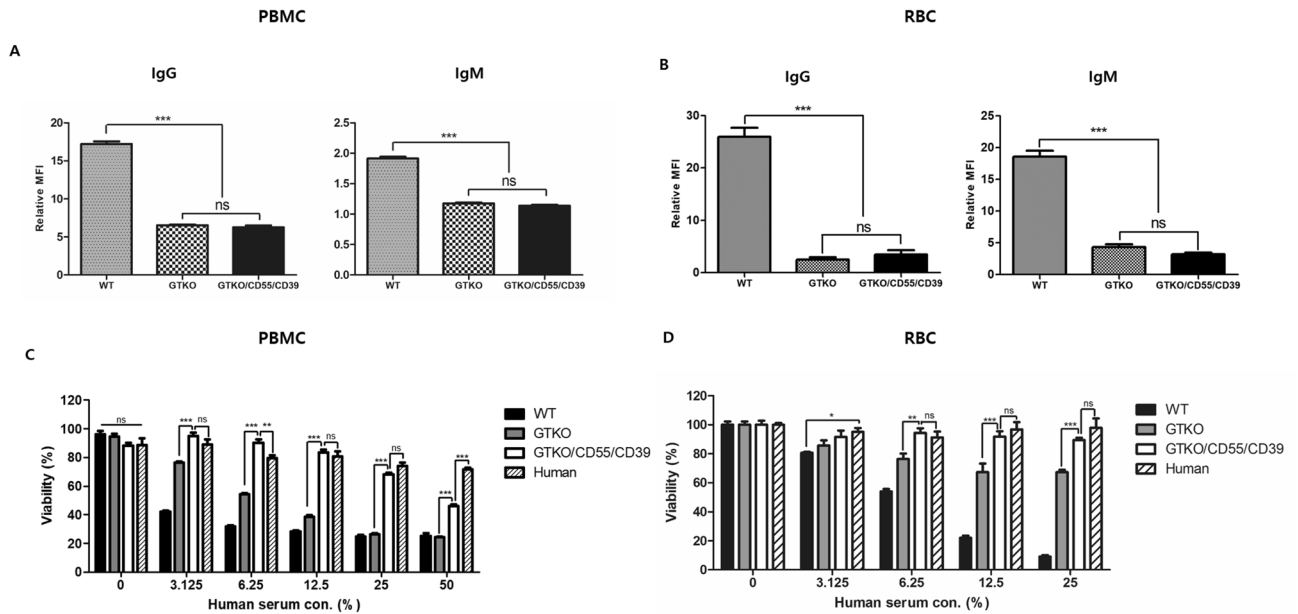 PBMC
RBC
A
IgG
IgM
B
IgG
IgM
Relative MFI
20
15
10
5
0
***
ns
WT
GTKO
GTKO/CD55/CD39
2.5
2.0
1.5
1.0
0.5
0.0
***
ns
WT
GTKO
GTKO/CD55/CD39
Relative MFI
30
20
10
0
***
ns
WT
GTKO
GTKO/CD55/CD39
Relative MFI
25
20
15
10
5
0
***
ns
WT
GTKO
GTKO/CD55/CD39
PBMC
RBC
C
Viability (%)
120
100
80
60
40
20
0
ns
*** ns
*** **
*** ns
*** ns
*** ***
0 3.125 6.25 12.5 25 50
Human serum con. (%)
WT
GTKO
GTKO/CD55/CD39
Human
D
Viability (%)
120
100
80
60
40
20
0
*
** ns
*** ns
*** ns
0 3.125 6.25 12.5 25
Human serum con. (%)
WT
GTKO
GTKO/CD55/CD39
Human